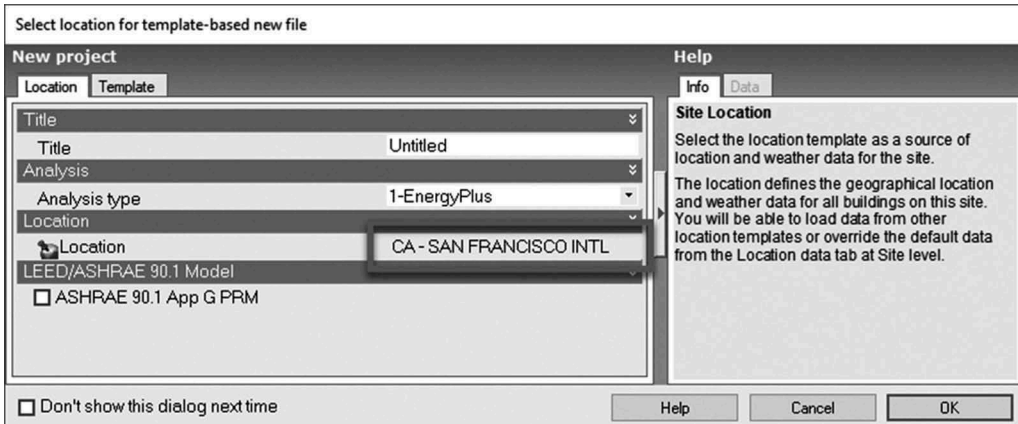 Select location for template-based new file
New project
Location Template
Title
Title Untitled
Analysis
Analysis type 1-EnergyPlus
Location
Location CA - SAN FRANCISCO INTL
LEED/ASHRAE 90.1 Model
ASHRAE 90.1 App G PRM
Help
Info Data
Site Location
Select the location template as a source of
location and weather data for the site.
The location defines the geographical location
and weather data for all buildings on this site.
You will be able to load data from other
location templates or override the default data
from the Location data tab at Site level.
Don't show this dialog next time
Help Cancel OK